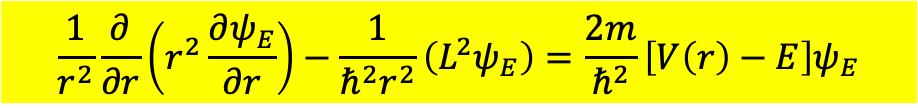 1/r² ∂/∂r (r² ∂ψ_E/∂r) − 1/ℏ²r² (L²ψ_E) = 2m/ℏ² [V(r) − E]ψ_E